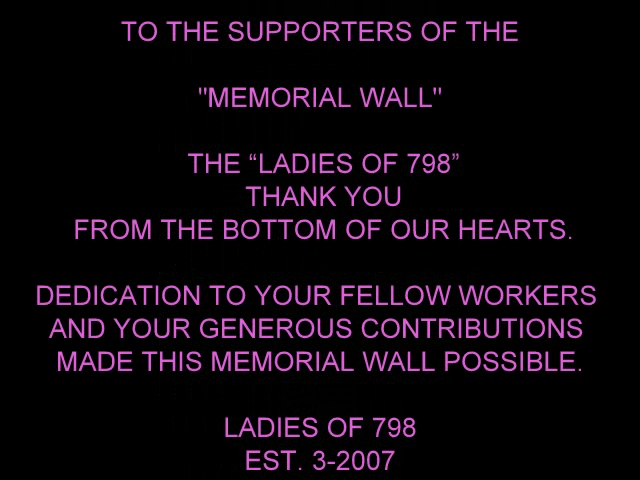 TO THE SUPPORTERS OF THE
"MEMORIAL WALL"
THE “LADIES OF 798”
THANK YOU
FROM THE BOTTOM OF OUR HEARTS.
DEDICATION TO YOUR FELLOW WORKERS
AND YOUR GENEROUS CONTRIBUTIONS
MADE THIS MEMORIAL WALL POSSIBLE.
LADIES OF 798
EST. 3-2007